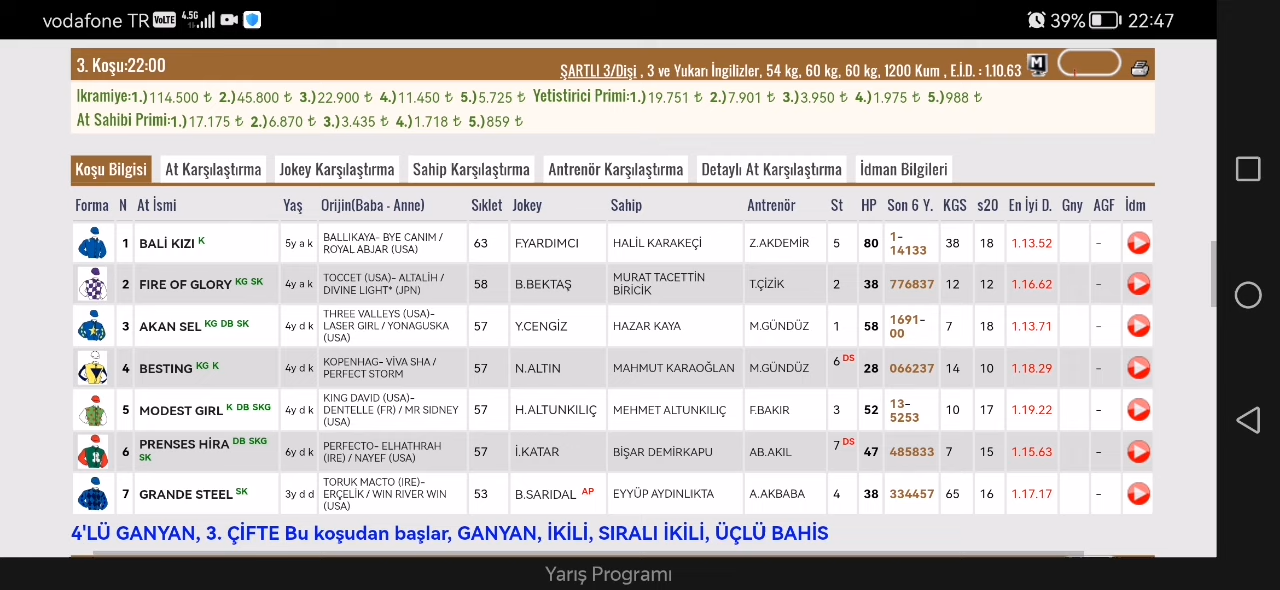 vodafone TR VoLTE 4.5G 39% 22:47
3. Koşu:22:00
ŞARTLI 3/Dişi , 3 ve Yukarı İngilizler, 54 kg, 60 kg, 60 kg, 1200 Kum , E.İ.D. : 1.10.63
İkramiye:1.)114.500 ₺ 2.)45.800 ₺ 3.)22.900 ₺ 4.)11.450 ₺ 5.)5.725 ₺ Yetistirici Primi:1.)19.751 ₺ 2.)7.901 ₺ 3.)3.950 ₺ 4.)1.975 ₺ 5.)988 ₺
At Sahibi Primi:1.)17.175 ₺ 2.)6.870 ₺ 3.)3.435 ₺ 4.)1.718 ₺ 5.)859 ₺
Koşu Bilgisi At Karşılaştırma Jokey Karşılaştırma Sahip Karşılaştırma Antrenör Karşılaştırma Detaylı At Karşılaştırma İdman Bilgileri
Forma N At İsmi Yaş Orijin(Baba - Anne) Sıklet Jokey Sahip Antrenör St HP Son 6 Y. KGS s20 En İyi D. Gny AGF İdm
1 BALİ KIZI K 5y a k BALLIKAYA- BYE CANIM / ROYAL ABJAR (USA) 63 F.YARDIMCI HALİL KARAKEÇİ Z.AKDEMİR 5 80 1-14133 38 18 1.13.52 -
2 FIRE OF GLORY KG SK 4y a k TOCCET (USA)- ALTALİH / DIVINE LIGHT* (JPN) 58 B.BEKTAŞ MURAT TACETTİN BİRİCİK T.ÇİZİK 2 38 776837 12 12 1.16.62 -
3 AKAN SEL KG DB SK 4y d k THREE VALLEYS (USA)- LASER GIRL / YONAGUSKA (USA) 57 Y.CENGİZ HAZAR KAYA M.GÜNDÜZ 1 58 1691-00 7 18 1.13.71 -
4 BESTING KG K 4y d k KOPENHAG- VİVA SHA / PERFECT STORM 57 N.ALTIN MAHMUT KARAOĞLAN M.GÜNDÜZ 6 DS 28 066237 14 10 1.18.29 -
5 MODEST GIRL K DB SKG 4y d k KING DAVID (USA)- DENTELLE (FR) / MR SIDNEY (USA) 57 H.ALTUNKILIÇ MEHMET ALTUNKILIÇ F.BAKIR 3 52 13-5253 10 17 1.19.22 -
6 PRENSES HİRA DB SKG SK 6y d k PERFECTO- ELHATHRAH (IRE) / NAYEF (USA) 57 İ.KATAR BİŞAR DEMİRKAPU AB.AKIL 7 DS 47 485833 7 15 1.15.63 -
7 GRANDE STEEL SK 3y d d TORUK MACTO (IRE)- ERÇELİK / WIN RIVER WIN (USA) 53 B.SARIDAL AP EYYÜP AYDINLIKTA A.AKBABA 4 38 334457 65 16 1.17.17 -
4'LÜ GANYAN, 3. ÇİFTE Bu koşudan başlar, GANYAN, İKİLİ, SIRALI İKİLİ, ÜÇLÜ BAHİS
Yarış Programı